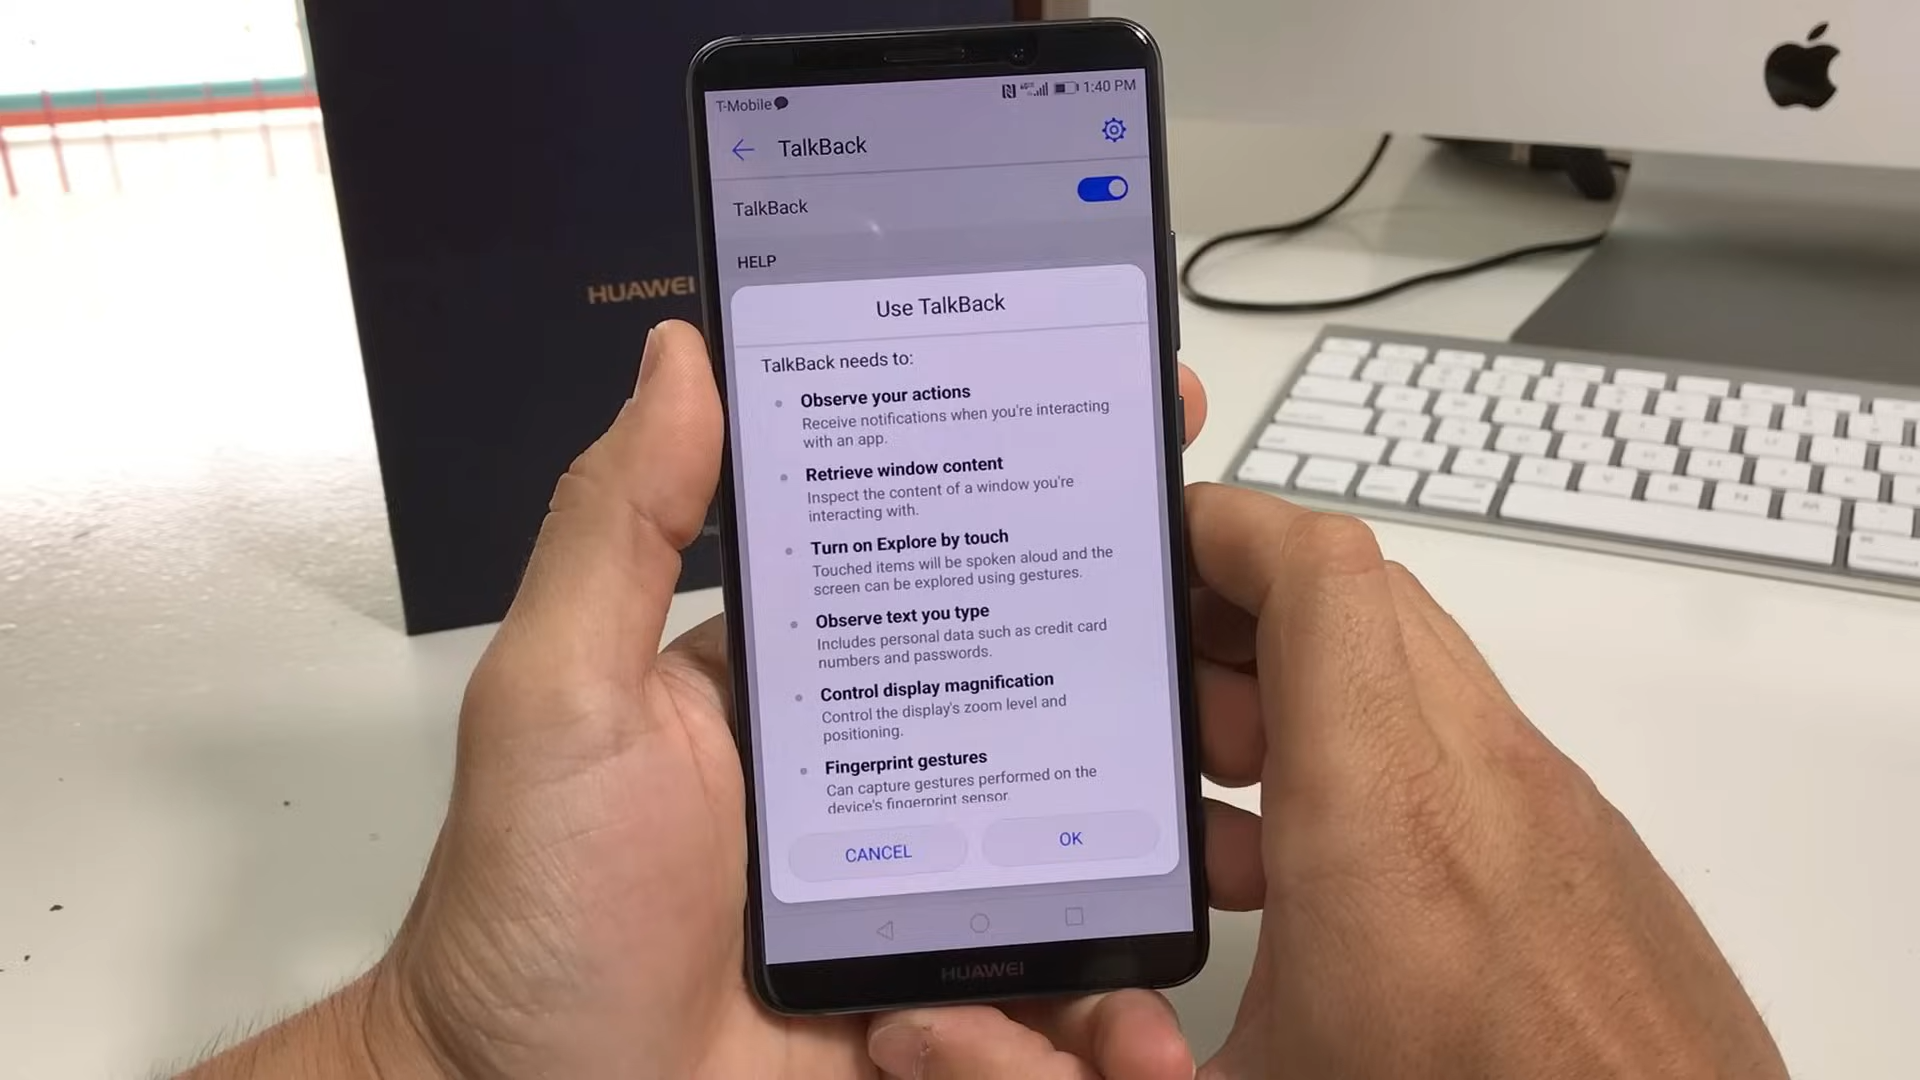 T-Mobile
1:40 PM
TalkBack
TalkBack
HELP
HUAWEI
Use TalkBack
TalkBack needs to:
Observe your actions
Receive notifications when you're interacting
with an app.
Retrieve window content
Inspect the content of a window you're
interacting with.
Turn on Explore by touch
Touched items will be spoken aloud and the
screen can be explored using gestures.
Observe text you type
Includes personal data such as credit card
numbers and passwords.
Control display magnification
Control the display's zoom level and
positioning.
Fingerprint gestures
Can capture gestures performed on the
device's fingerprint sensor.
CANCEL
OK
HUAWEI